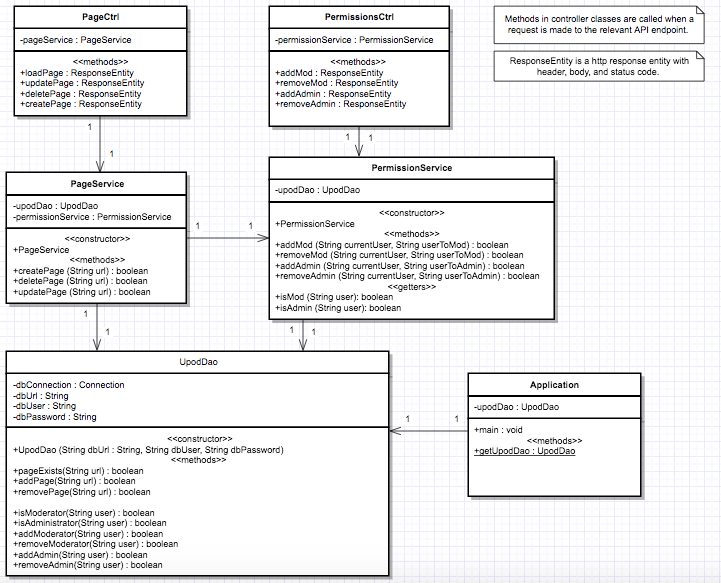 PageCtrl
-pageService : PageService
<<methods>>
+loadPage : ResponseEntity
+updatePage : ResponseEntity
+deletePage : ResponseEntity
+createPage : ResponseEntity
PermissionsCtrl
-permissionService : PermissionService
<<methods>>
+addMod : ResponseEntity
+removeMod : ResponseEntity
+addAdmin : ResponseEntity
+removeAdmin : ResponseEntity
Methods in controller classes are called when a
request is made to the relevant API endpoint.
ResponseEntity is a http response entity with
header, body, and status code.
1
1
1
1
PageService
-upodDao : UpodDao
-permissionService : PermissionService
<<constructor>>
+PageService
<<methods>>
+createPage (String url) : boolean
+deletePage (String url) : boolean
+updatePage (String url) : boolean
1
1
PermissionService
-upodDao : UpodDao
<<constructor>>
+PermissionService
<<methods>>
+addMod (String currentUser, String userToMod) : boolean
+removeMod (String currentUser, String userToMod) : boolean
+addAdmin (String currentUser, String userToAdmin) : boolean
+removeAdmin (String currentUser, String userToAdmin) : boolean
<<getters>>
+isMod (String user): boolean
+isAdmin (String user): boolean
1
1
1
1
UpodDao
-dbConnection : Connection
-dbUrl : String
-dbUser : String
-dbPassword : String
<<constructor>>
+UpodDao (String dbUrl : String, String dbUser, String dbPassword)
<<methods>>
+pageExists(String url) : boolean
+addPage(String url) : boolean
+removePage(String url) : boolean
+isModerator(String user) : boolean
+isAdministrator(String user) : boolean
+addModerator(String user) : boolean
+removeModerator(String user) : boolean
+addAdmin(String user) : boolean
+removeAdmin(String user) : boolean
1
1
Application
-upodDao : UpodDao
+main : void
<<methods>>
+getUpodDao : UpodDao